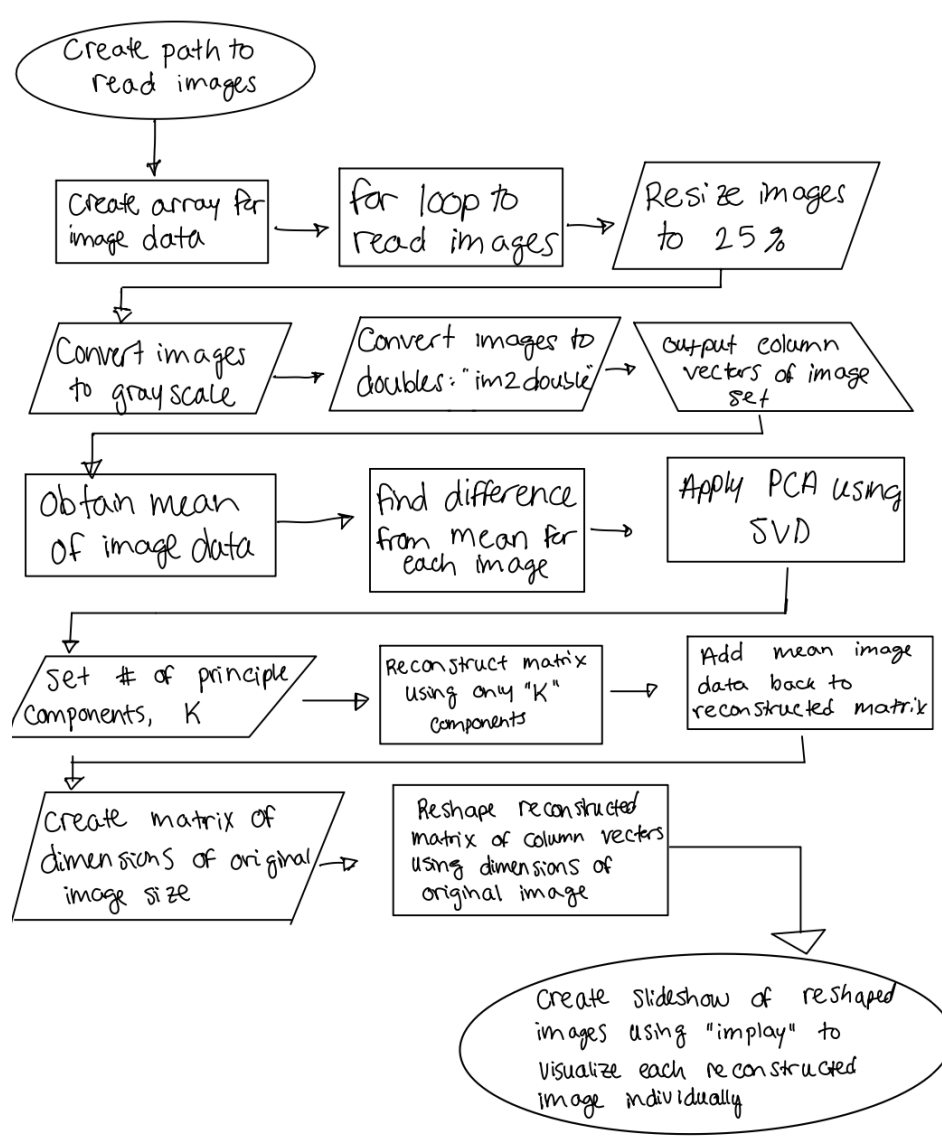 Create path to
read images
Create array for
image data
for loop to
read images
Resize images
to 25%
Convert images
to grayscale
Convert images to
doubles: "im2double"
output column
vectors of image
set
Obtain mean
of image data
find difference
from mean for
each image
Apply PCA using
SVD
Set # of principle
components, K
Reconstruct matrix
using only "K"
components
Add mean image
data back to
reconstructed matrix
Create matrix of
dimensions of original
image size
Reshape reconstructed
matrix of column vecters
using dimensions of
original image
Create slideshow of reshaped
images using "implay" to
visualize each reconstructed
image individually